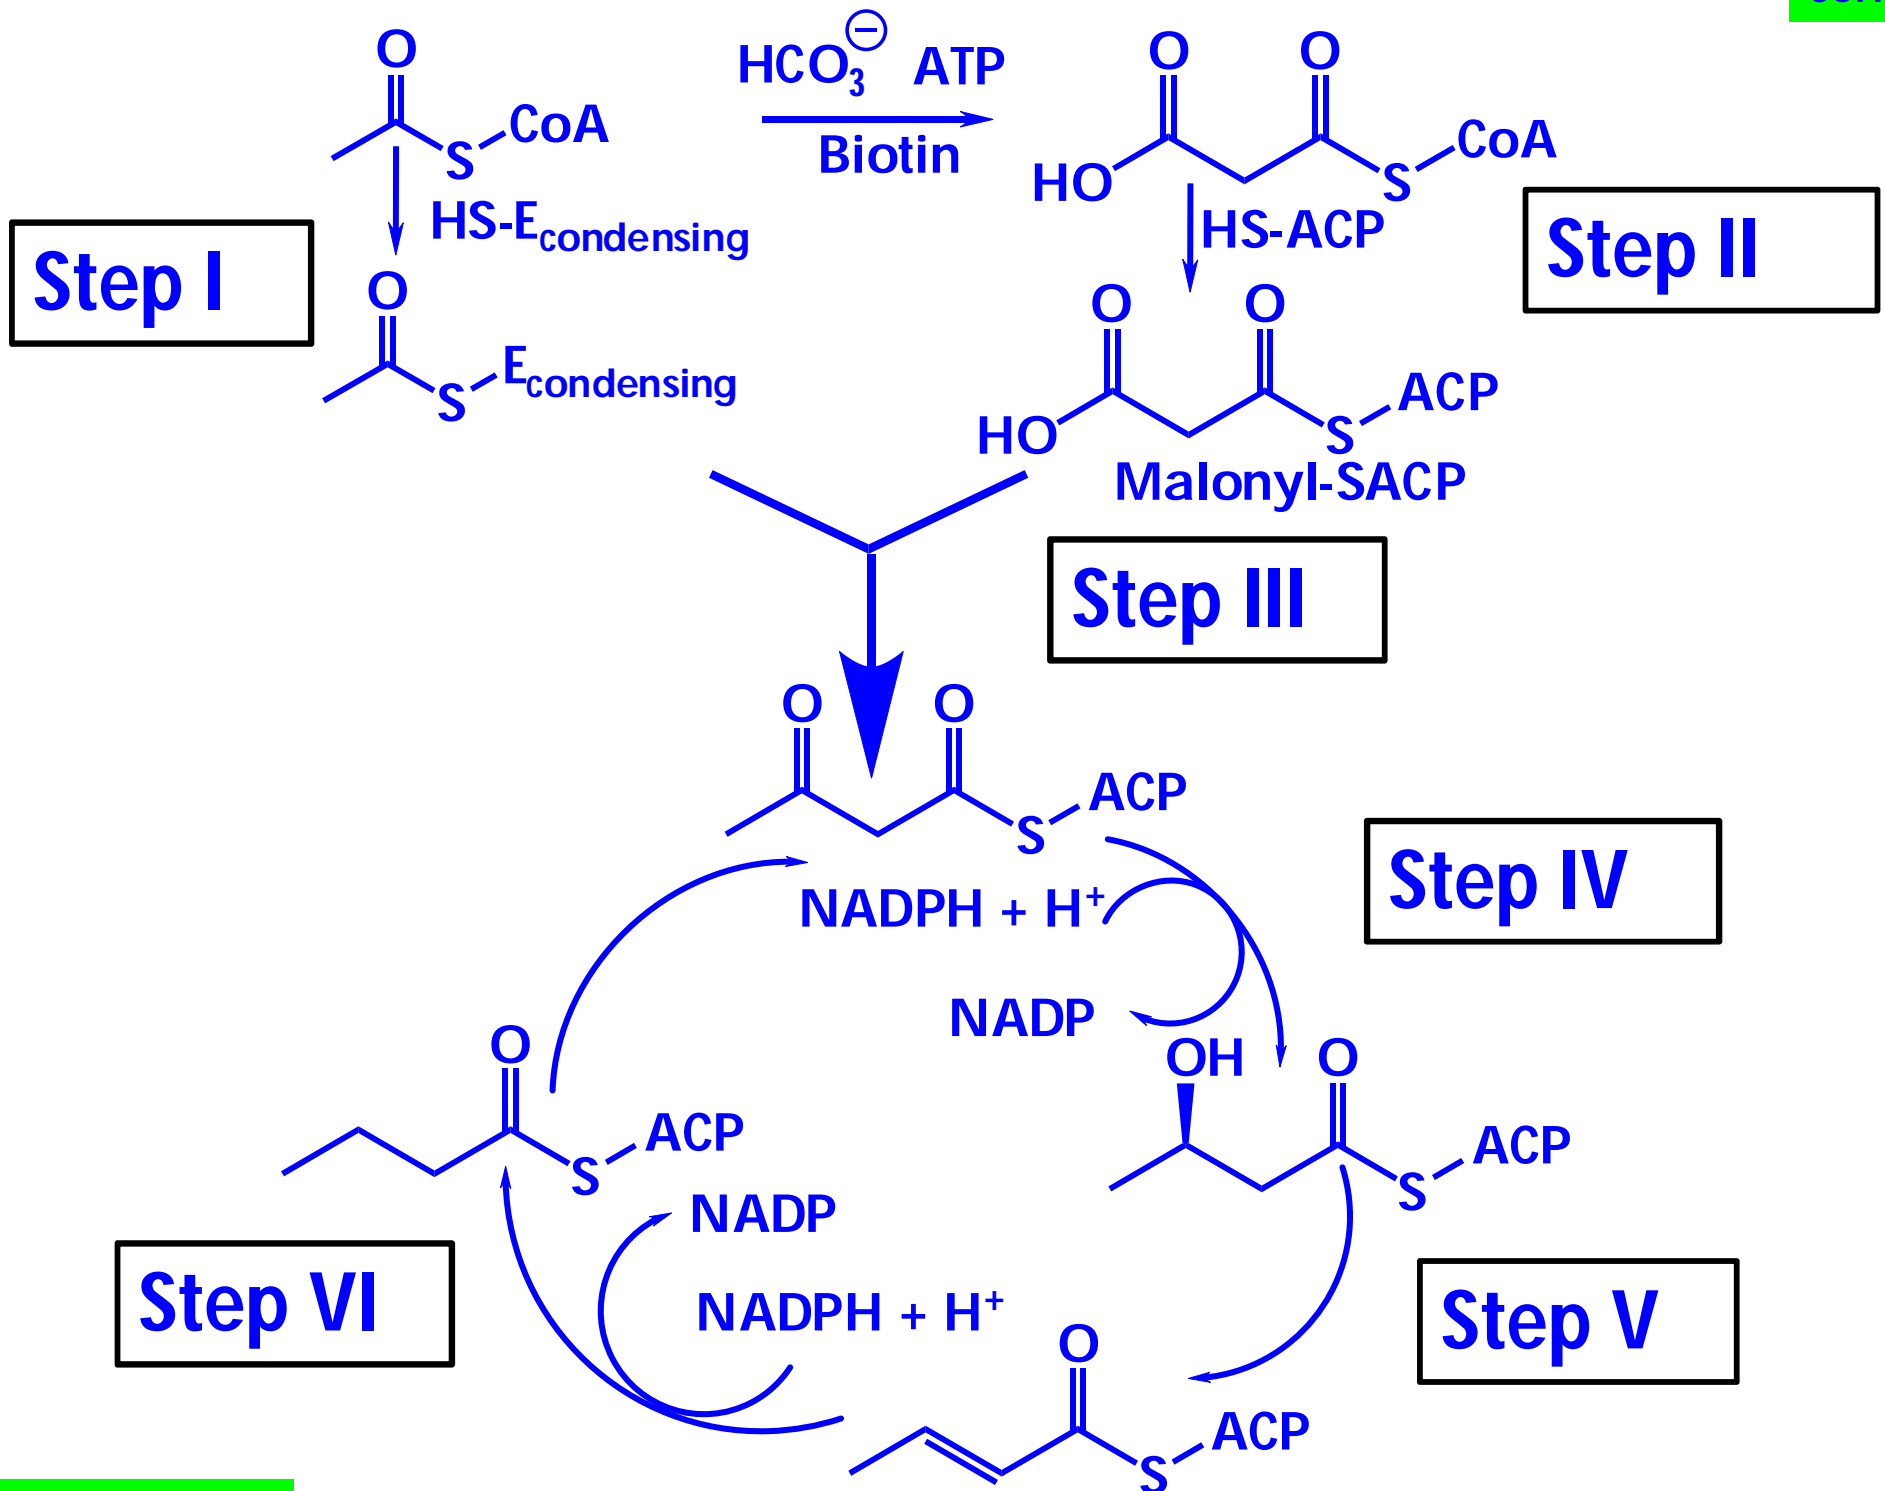 O
HCO3⊖ ATP
O O
CoA
S
Biotin
HO
S
CoA
HS-Econdensing
HS-ACP
Step I
Step II
O
O O
S
Econdensing
HO
S
ACP
Malonyl-SACP
Step III
O O
S
ACP
NADPH + H+
Step IV
NADP
O
OH O
S
ACP
S
ACP
NADP
Step VI
NADPH + H+
Step V
O
S
ACP